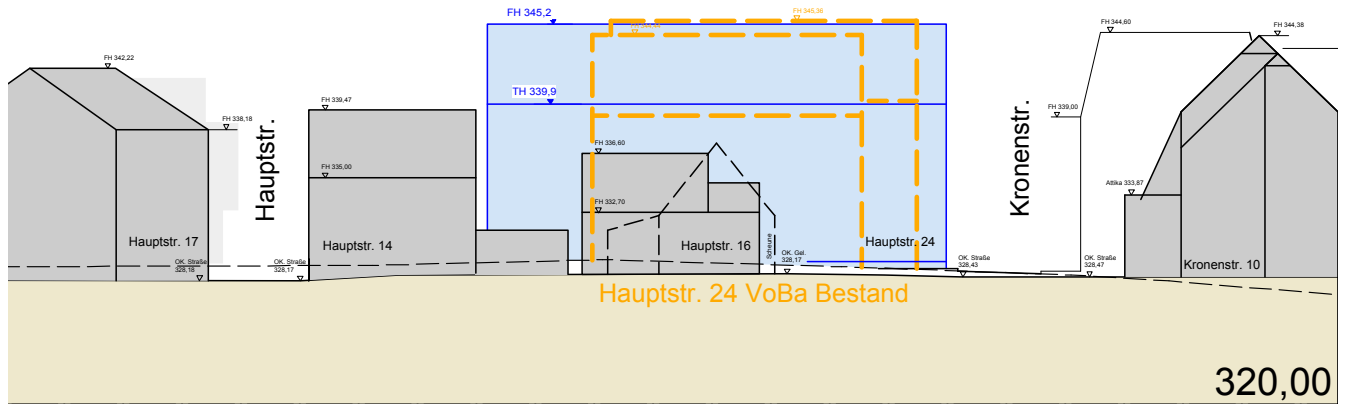 FH 345,2
FH 345,36
FH 344,60
FH 344,38
FH 342,22
TH 339,9
FH 339,47
FH 338,18
FH 339,00
Hauptstr.
Kronenstr.
FH 336,60
FH 335,00
FH 332,70
Attika 333,87
Hauptstr. 17
Hauptstr. 14
Hauptstr. 16
Scheune
Hauptstr. 24
Kronenstr. 10
OK. Straße
328,18
OK. Straße
328,17
OK. Gel.
328,17
OK. Straße
328,43
OK. Straße
328,47
Hauptstr. 24 VoBa Bestand
320,00